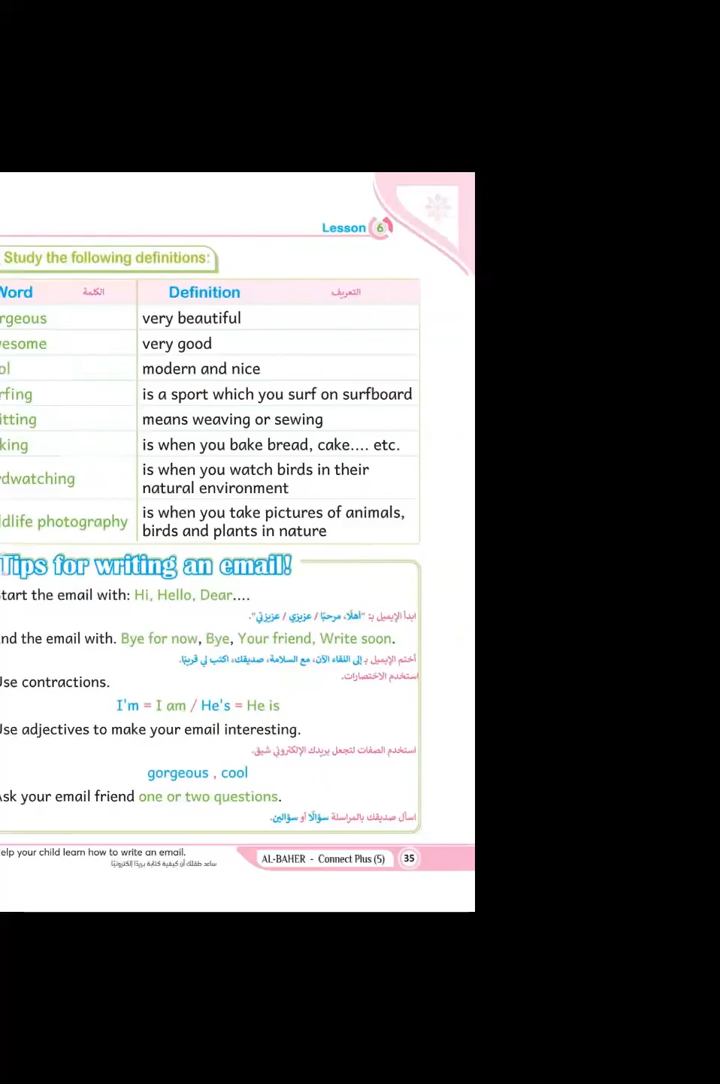 Lesson 6
Study the following definitions:
Word الكلمة Definition التعريف
rgeous very beautiful
esome very good
ol modern and nice
rfing is a sport which you surf on surfboard
itting means weaving or sewing
king is when you bake bread, cake.... etc.
rdwatching is when you watch birds in their
natural environment
ldlife photography is when you take pictures of animals,
birds and plants in nature
Tips for writing an email!
Start the email with: Hi, Hello, Dear....
ابدأ الإيميل بـ: "أهلًا، مرحبًا / عزيزي / عزيزتي".
nd the email with. Bye for now, Bye, Your friend, Write soon.
أختم الإيميل بـ إلى اللقاء الآن، مع السلامة، صديقك، اكتب لي قريبًا.
Use contractions.
استخدم الاختصارات.
I'm = I am / He's = He is
Use adjectives to make your email interesting.
استخدم الصفات لتجعل بريدك الإلكتروني شيق.
gorgeous , cool
Ask your email friend one or two questions.
اسأل صديقك بالمراسلة سؤالًا أو سؤالين.
elp your child learn how to write an email.
ساعد طفلك أن كيفية كتابة بريدًا إلكترونيًا
AL-BAHER - Connect Plus (5) 35